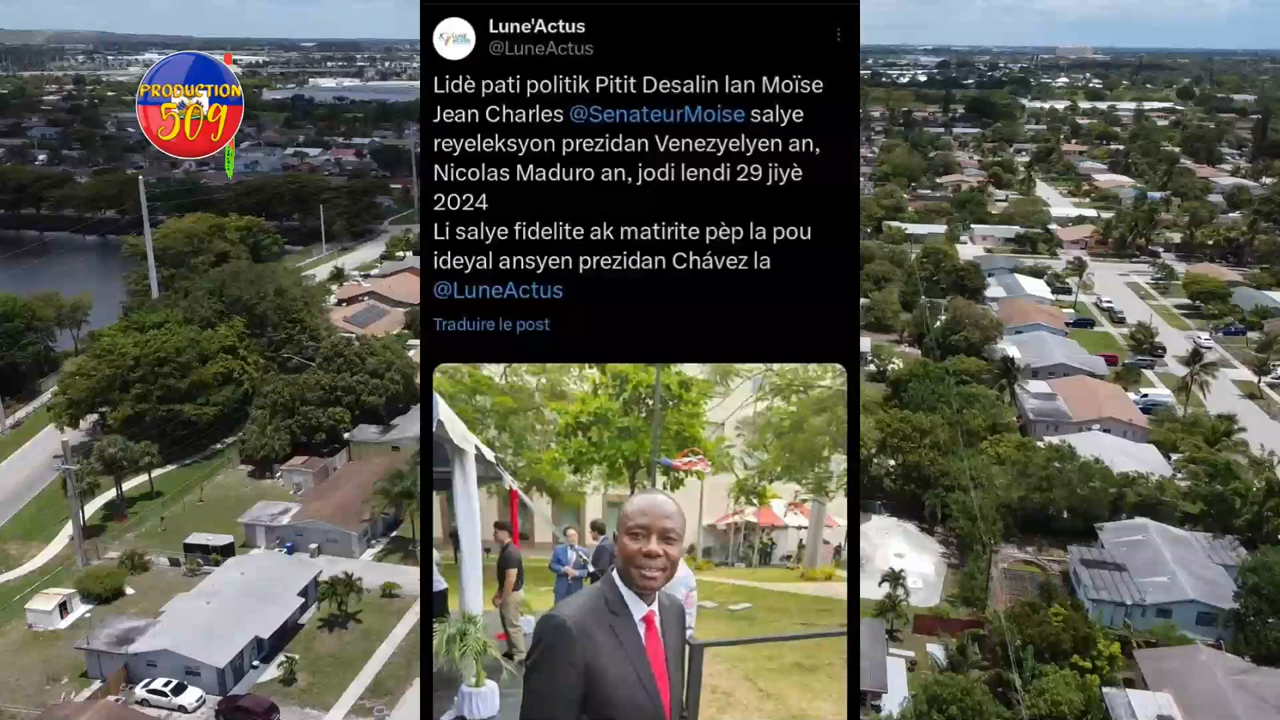 PRODUCTION
509
Lune'Actus
@LuneActus
Lidè pati politik Pitit Desalin lan Moïse
Jean Charles @SenateurMoise salye
reyeleksyon prezidan Venezyelyen an,
Nicolas Maduro an, jodi lendi 29 jiyè
2024
Li salye fidelite ak matirite pèp la pou
ideyal ansyen prezidan Chávez la
@LuneActus
Traduire le post